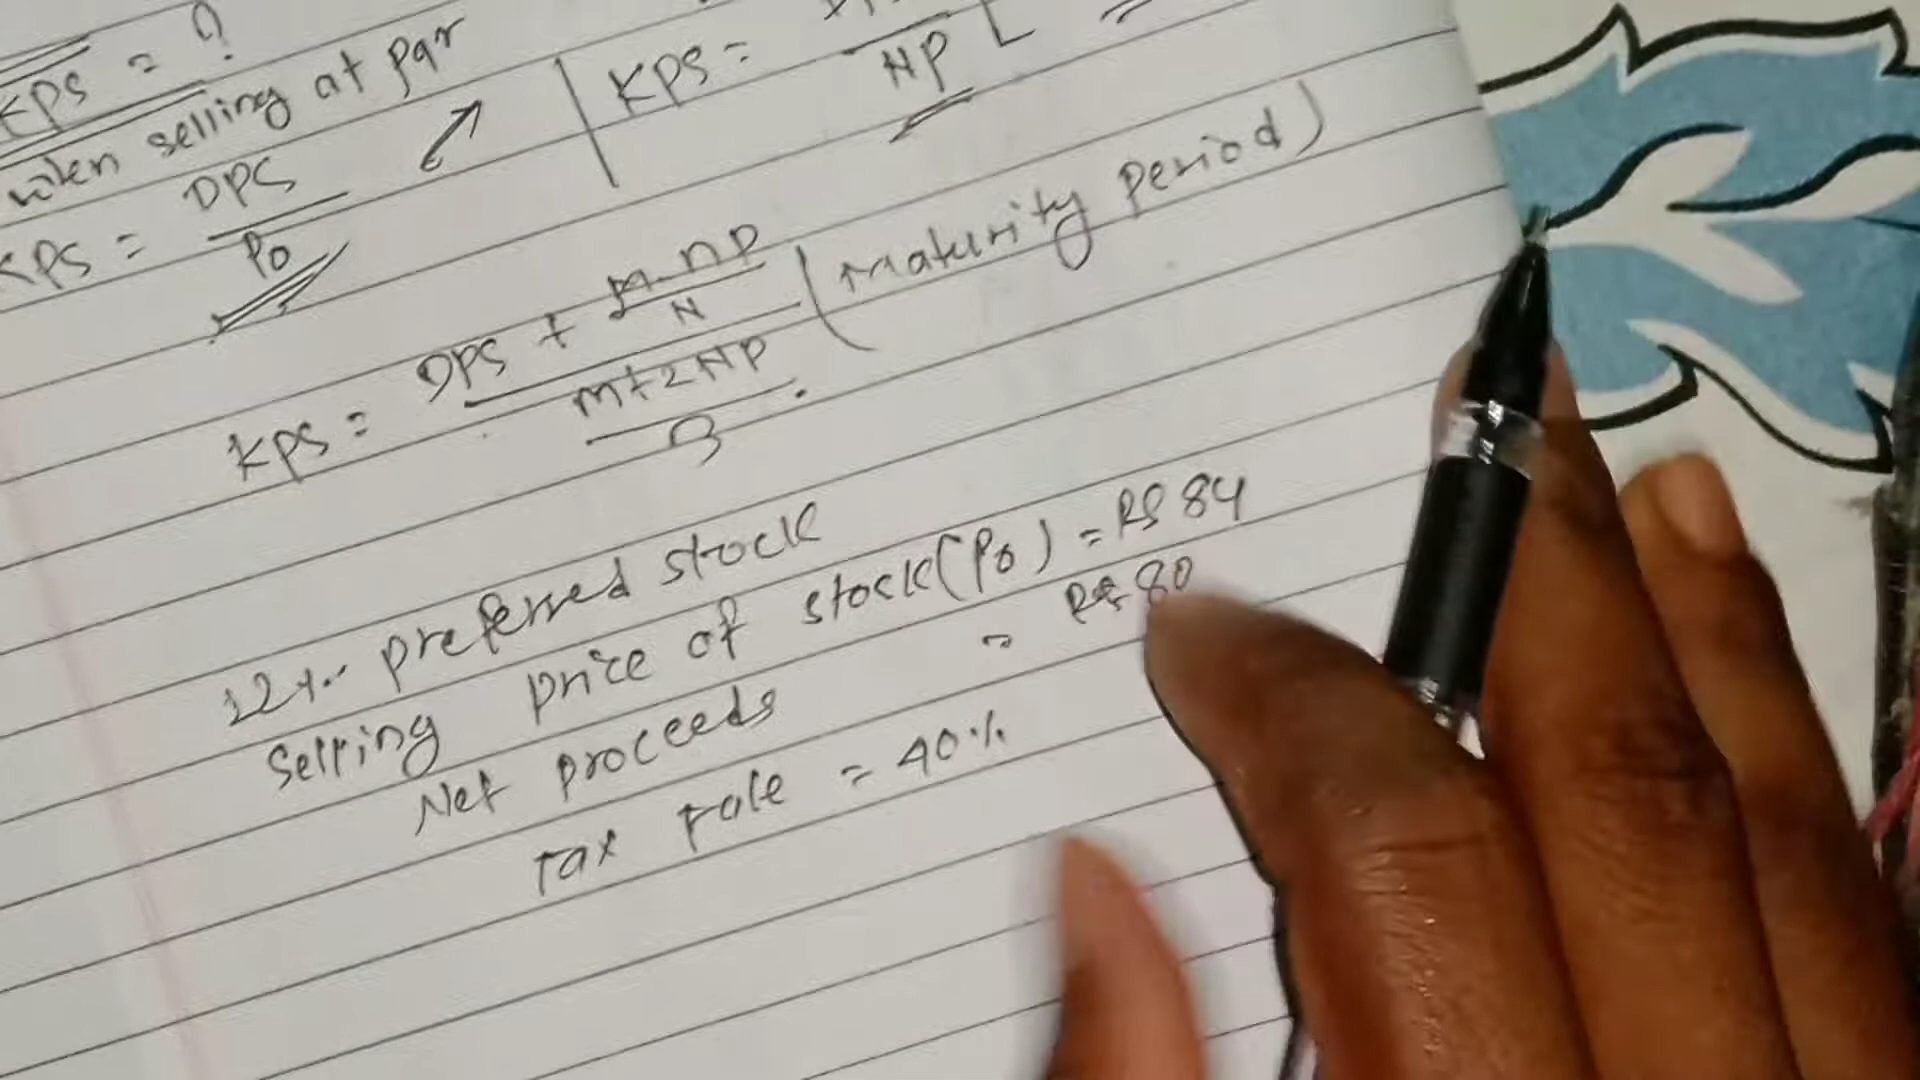 KPS = ?
when selling at par
KPS = DPS / P0
KPS = / NP
KPS = (DPS + (M - NP) / N) / ((M + 2NP) / 3) (Maturity period)
12% preferred stock
Selling price of stock (P0) = RS 84
Net proceeds = RS 80
Tax rate = 40%